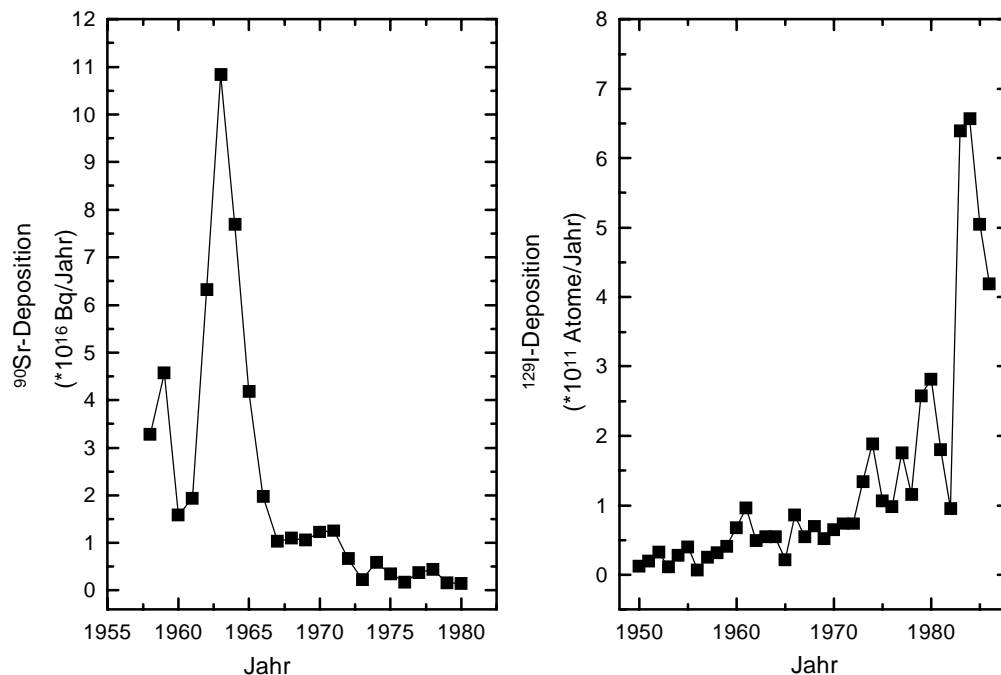 12
11
10
9
8
7
6
5
4
3
2
1
0
⁹⁰Sr-Deposition
(*10¹⁶ Bq/Jahr)
1955 1960 1965 1970 1975 1980
Jahr
8
7
6
5
4
3
2
1
0
¹²⁹I-Deposition
(*10¹¹ Atome/Jahr)
1950 1960 1970 1980
Jahr